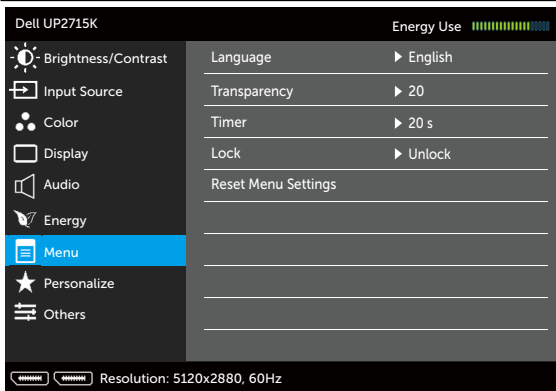 Dell UP2715K
Energy Use
Brightness/Contrast
Language
English
Input Source
Transparency
20
Color
Timer
20 s
Display
Lock
Unlock
Audio
Reset Menu Settings
Energy
Menu
Personalize
Others
Resolution: 5120x2880, 60Hz